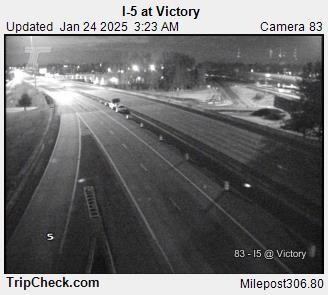 I-5 at Victory
Updated  Jan 24 2025  3:23 AM
Camera 83
T
S
83 - I5 @ Victory
TripCheck.com
Milepost306.80